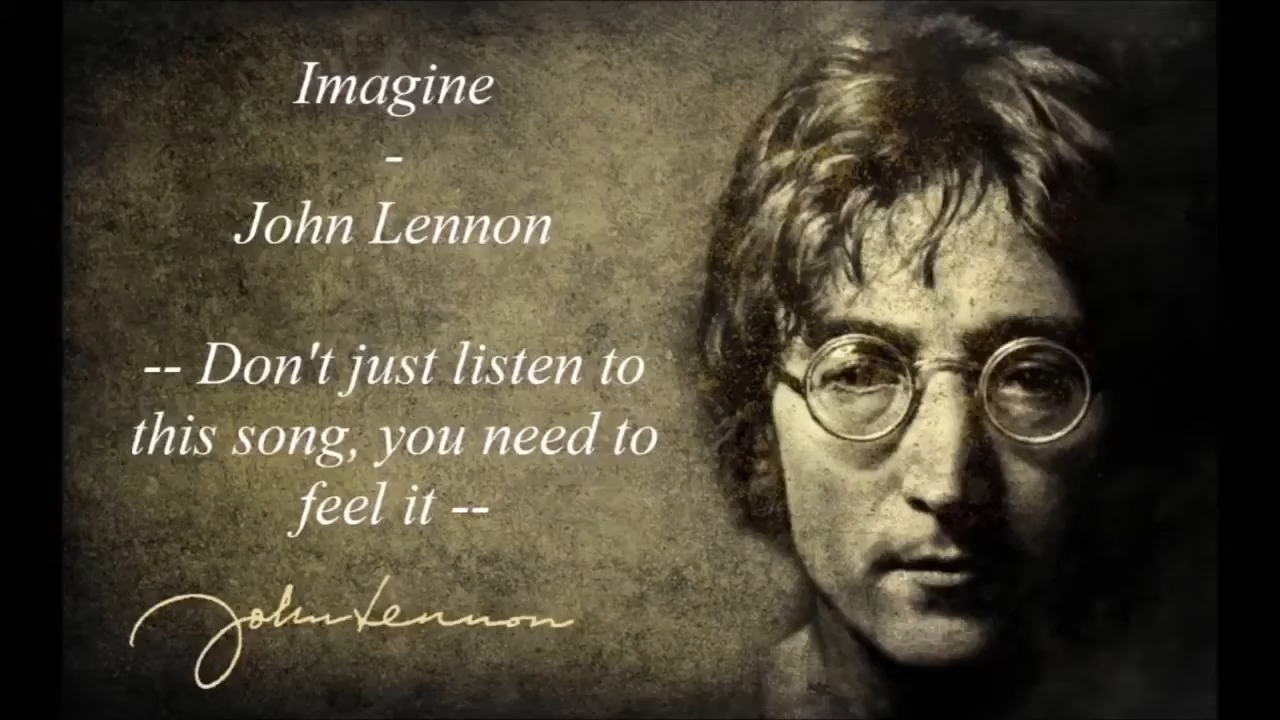 Imagine
-
John Lennon
-- Don't just listen to
this song, you need to
feel it --
John Lennon